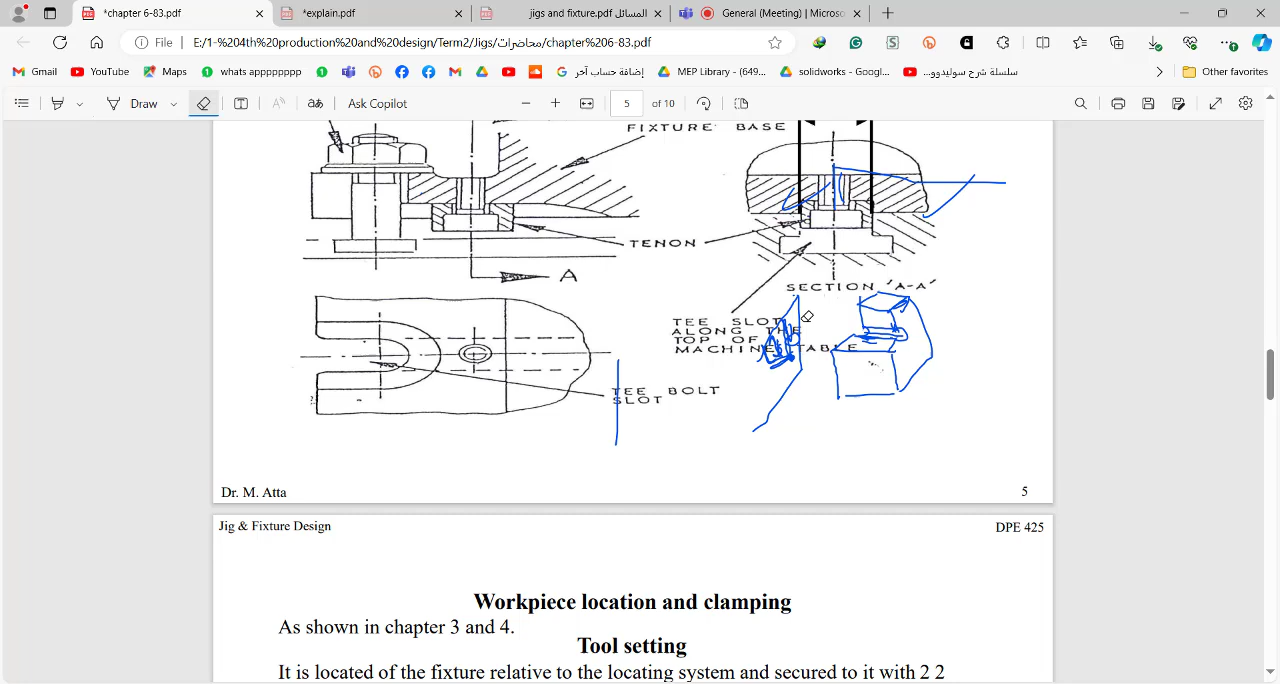 *chapter 6-83.pdf
*explain.pdf
المسائل jigs and fixture.pdf
General (Meeting) | Microso
File E:/1-%204th%20production%20and%20design/Term2/Jigs/محاضرات/chapter%206-83.pdf
Gmail YouTube Maps whats apppppppp إضافة حساب آخر MEP Library - (649... solidworks - Googl... سلسلة شرح سوليدوو... Other favorites
Draw aあ Ask Copilot 5 of 10
FIXTURE BASE
TENON
A
SECTION 'A-A'
TEE SLOT
ALONG THE
TOP OF
MACHINE TABLE
TEE BOLT
SLOT
Dr. M. Atta 5
Jig & Fixture Design DPE 425
Workpiece location and clamping
As shown in chapter 3 and 4.
Tool setting
It is located of the fixture relative to the locating system and secured to it with 2 2